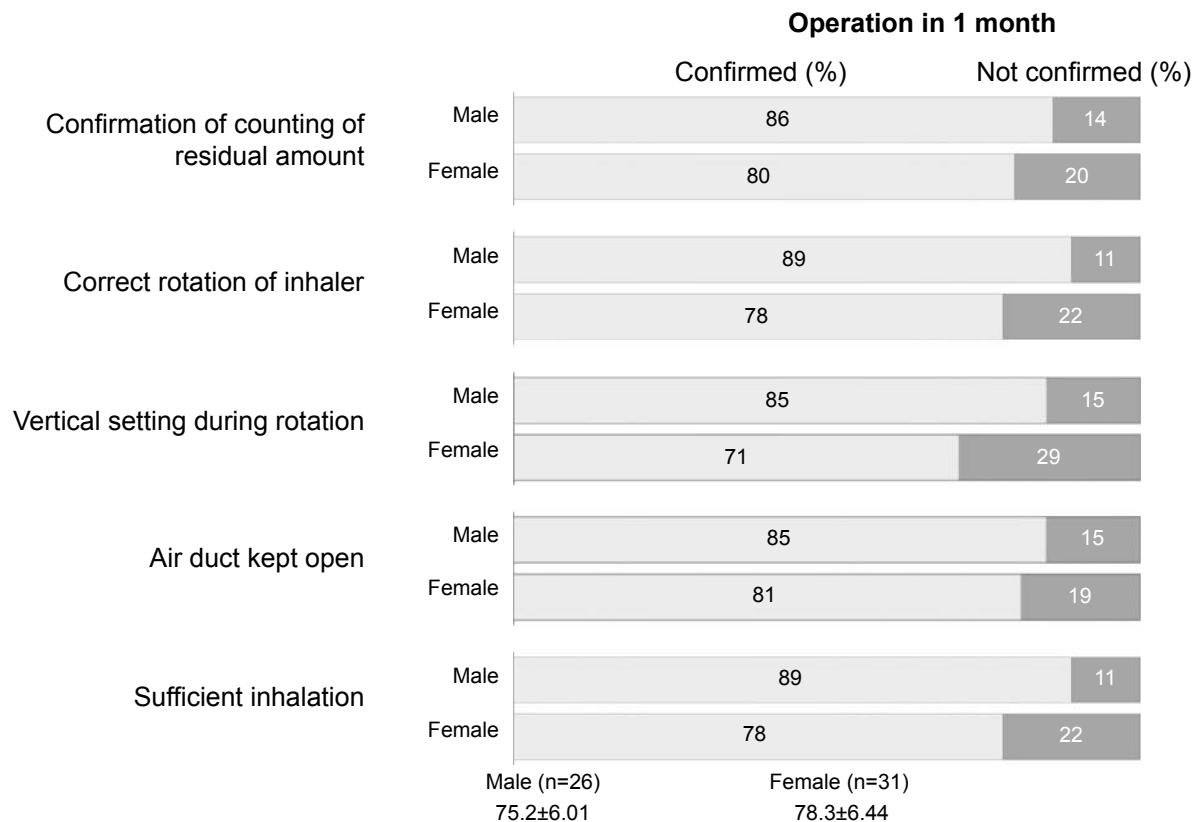 Operation in 1 month
Confirmed (%) Not confirmed (%)
Confirmation of counting of
residual amount
Male 86 14
Female 80 20
Correct rotation of inhaler
Male 89 11
Female 78 22
Vertical setting during rotation
Male 85 15
Female 71 29
Air duct kept open
Male 85 15
Female 81 19
Sufficient inhalation
Male 89 11
Female 78 22
Male (n=26) Female (n=31)
75.2±6.01 78.3±6.44